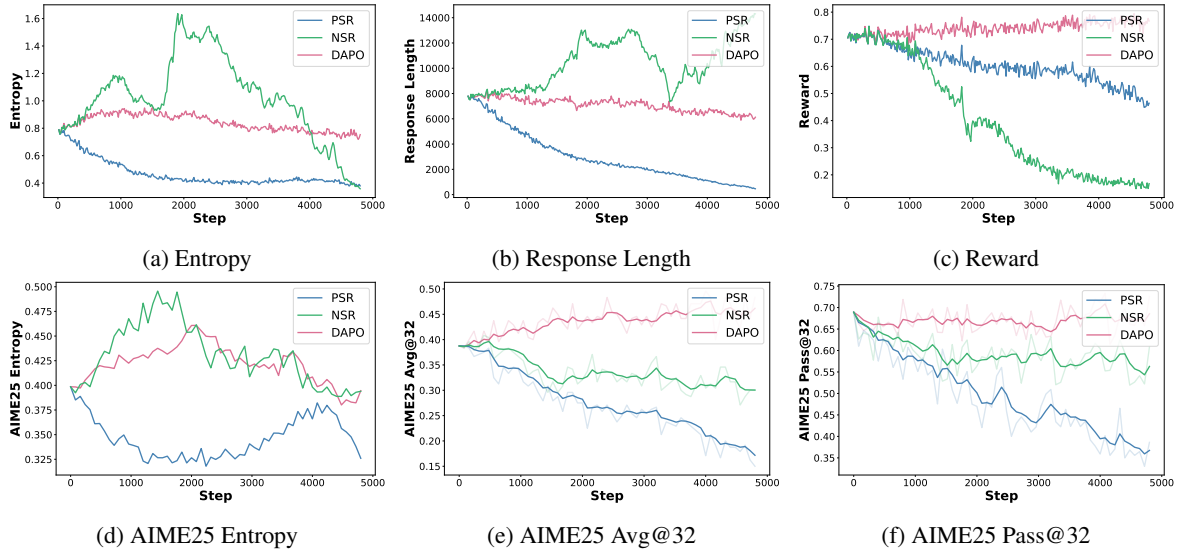 1.6
1.4
1.2
1.0
0.8
0.6
0.4
Entropy
0 1000 2000 3000 4000 5000
Step
PSR
NSR
DAPO
(a) Entropy
14000
12000
10000
8000
6000
4000
2000
0
Response Length
0 1000 2000 3000 4000 5000
Step
PSR
NSR
DAPO
(b) Response Length
0.8
0.7
0.6
0.5
0.4
0.3
0.2
Reward
0 1000 2000 3000 4000 5000
Step
PSR
NSR
DAPO
(c) Reward
0.500
0.475
0.450
0.425
0.400
0.375
0.350
0.325
AIME25 Entropy
0 1000 2000 3000 4000 5000
Step
PSR
NSR
DAPO
(d) AIME25 Entropy
0.50
0.45
0.40
0.35
0.30
0.25
0.20
0.15
AIME25 Avg@32
0 1000 2000 3000 4000 5000
Step
PSR
NSR
DAPO
(e) AIME25 Avg@32
0.75
0.70
0.65
0.60
0.55
0.50
0.45
0.40
0.35
AIME25 Pass@32
0 1000 2000 3000 4000 5000
Step
PSR
NSR
DAPO
(f) AIME25 Pass@32